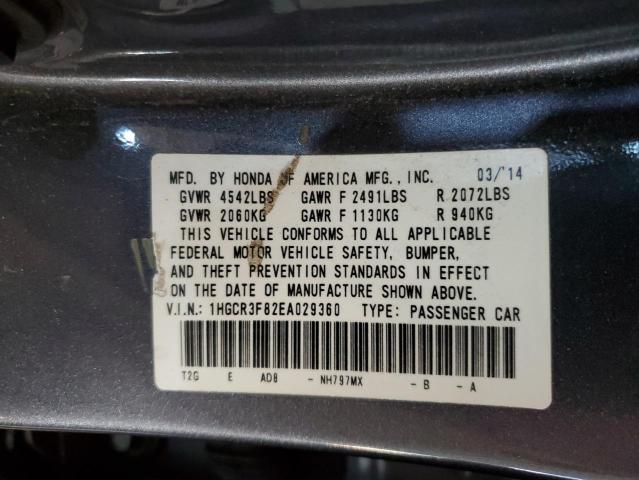 MFD. BY HONDA OF AMERICA MFG., INC. 03/'14
GVWR 4542LBS GAWR F 2491LBS R 2072LBS
GVWR 2060KG GAWR F 1130KG R 940KG
THIS VEHICLE CONFORMS TO ALL APPLICABLE
FEDERAL MOTOR VEHICLE SAFETY, BUMPER,
AND THEFT PREVENTION STANDARDS IN EFFECT
ON THE DATE OF MANUFACTURE SHOWN ABOVE.
V.I.N.: 1HGCR3F82EA029360 TYPE: PASSENGER CAR
T2G E AD8 - NH797MX - B - A